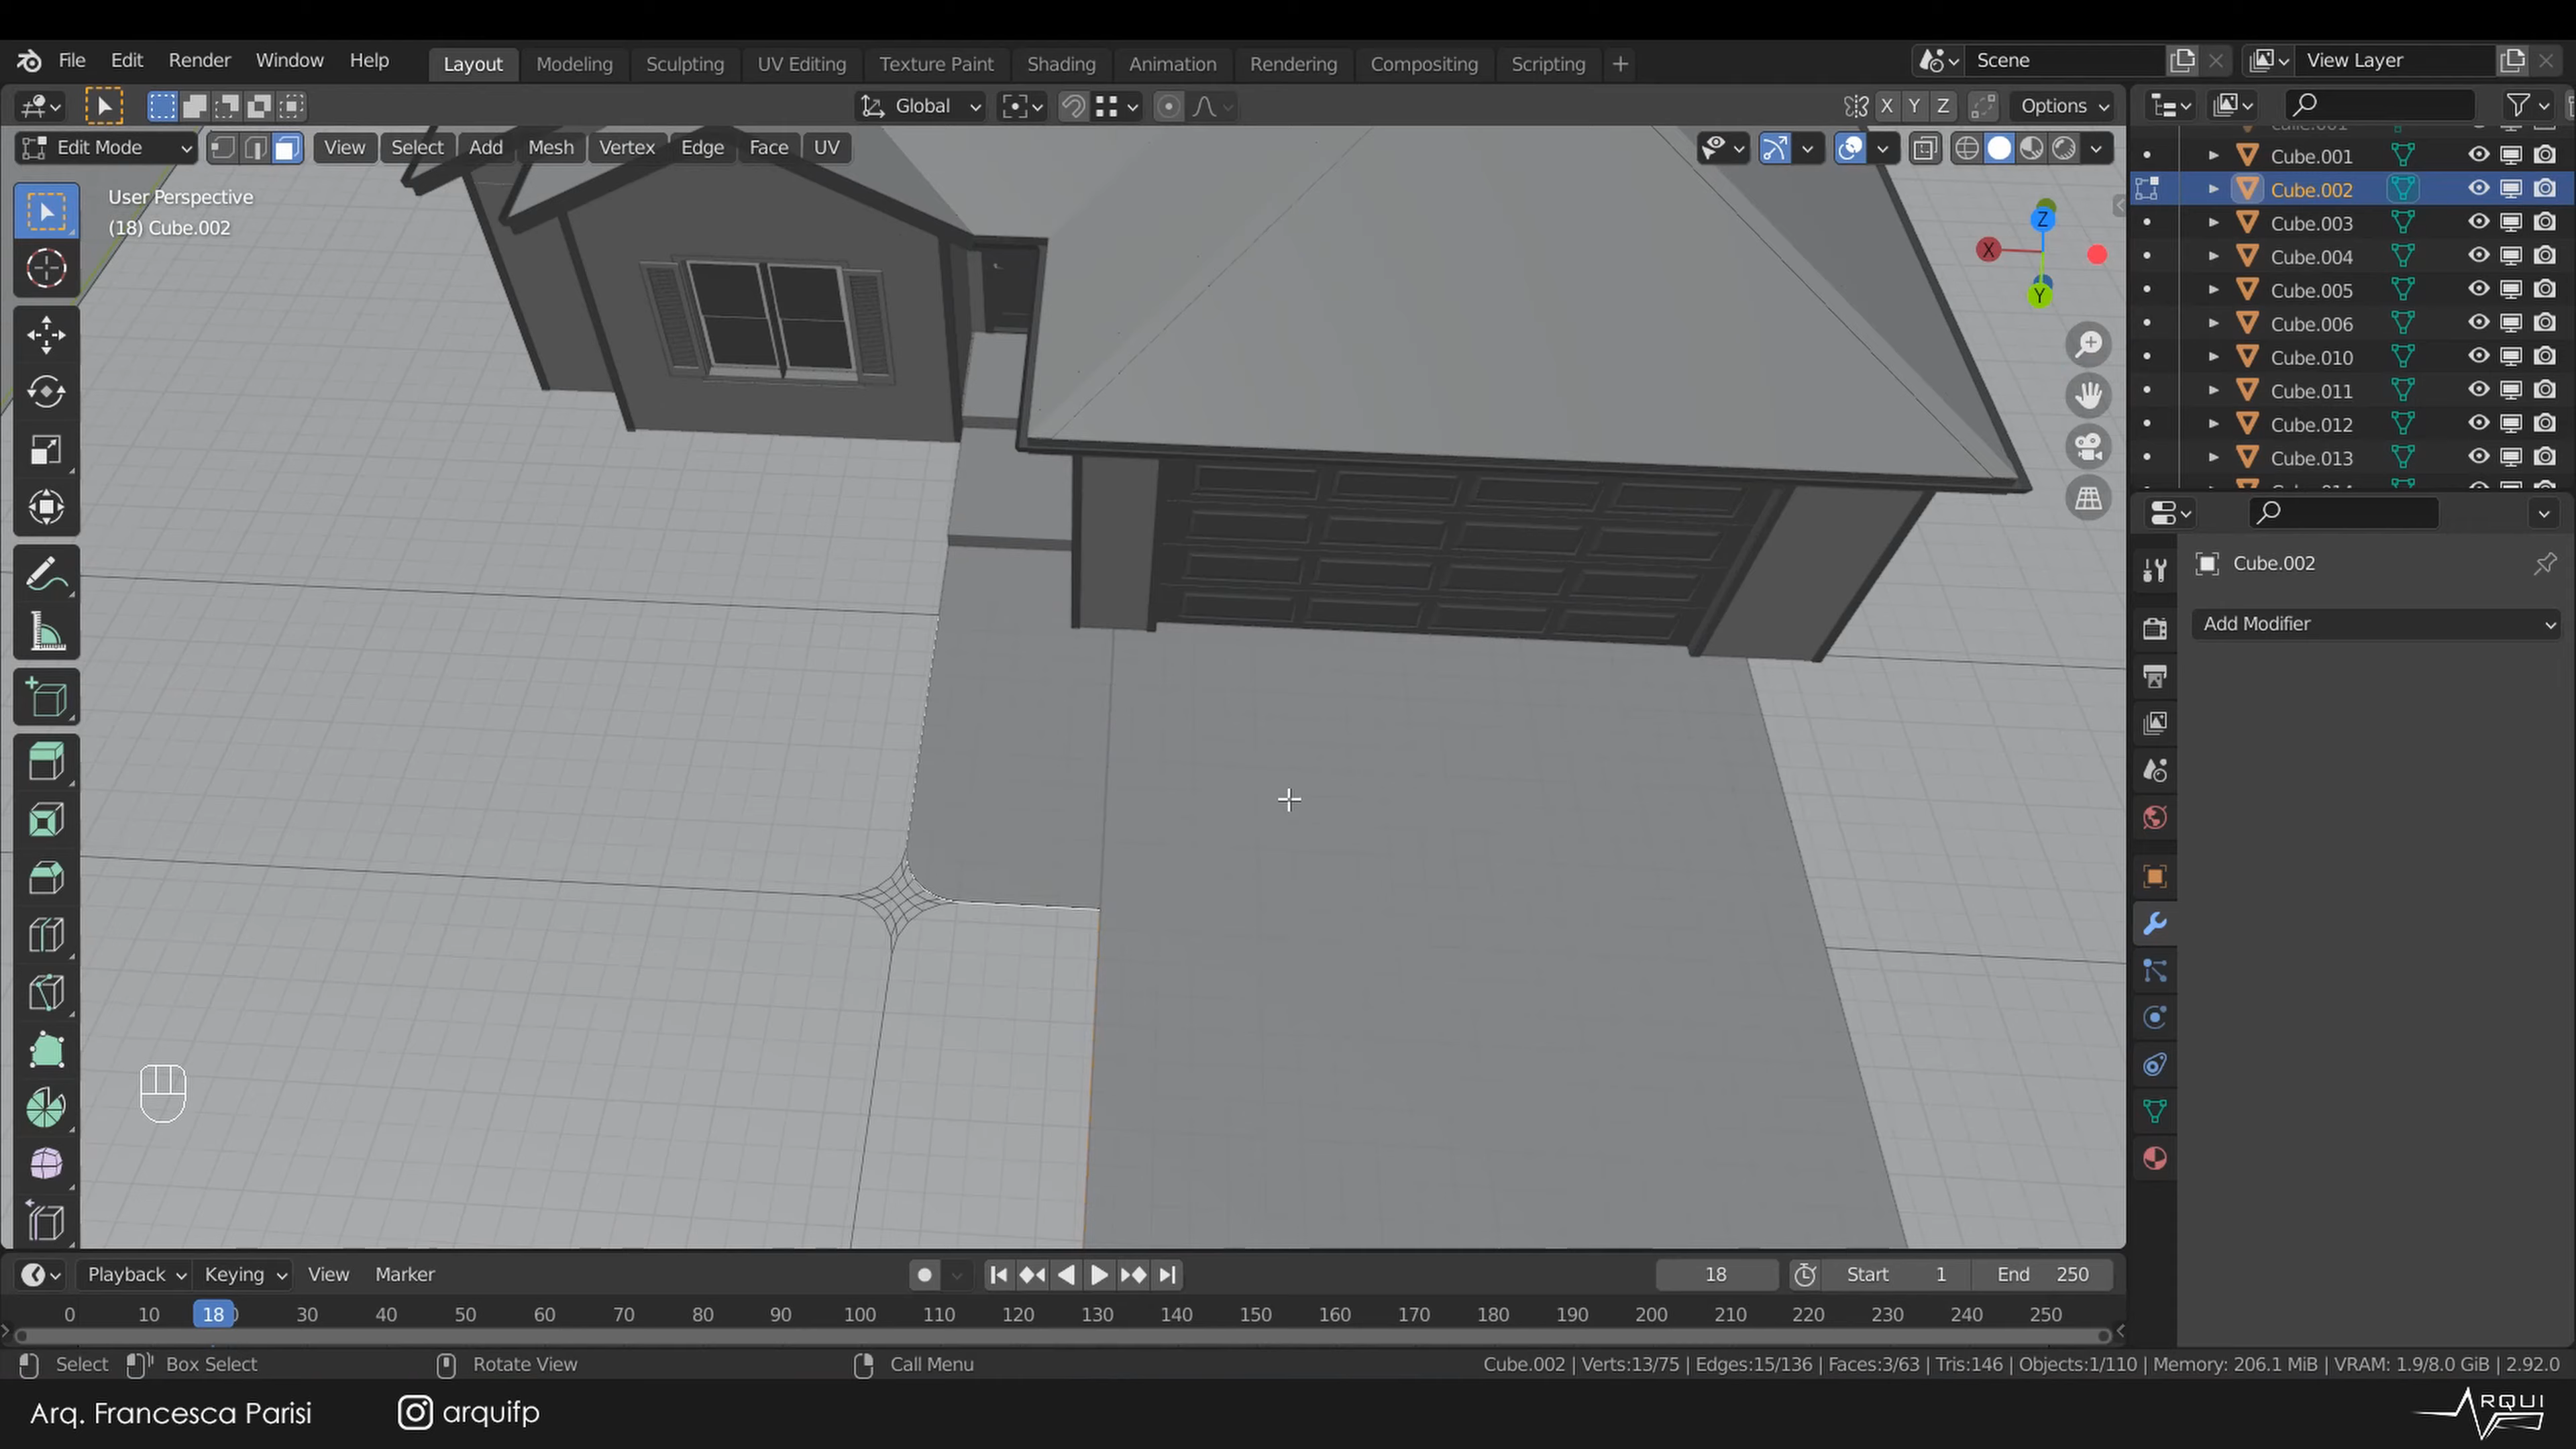 File Edit Render Window Help Layout Modeling Sculpting UV Editing Texture Paint Shading Animation Rendering Compositing Scripting + Scene View Layer
Global X Y Z Options
Edit Mode View Select Add Mesh Vertex Edge Face UV
User Perspective
(18) Cube.002
Z
X
Y
Cube.001
Cube.002
Cube.003
Cube.004
Cube.005
Cube.006
Cube.010
Cube.011
Cube.012
Cube.013
Cube.002
Add Modifier
Playback Keying View Marker 18 Start 1 End 250
0 10 18 30 40 50 60 70 80 90 100 110 120 130 140 150 160 170 180 190 200 210 220 230 240 250
Select Box Select Rotate View Call Menu Cube.002 | Verts:13/75 | Edges:15/136 | Faces:3/63 | Tris:146 | Objects:1/110 | Memory: 206.1 MiB | VRAM: 1.9/8.0 GiB | 2.92.0
Arq. Francesca Parisi arquifp ARQUI